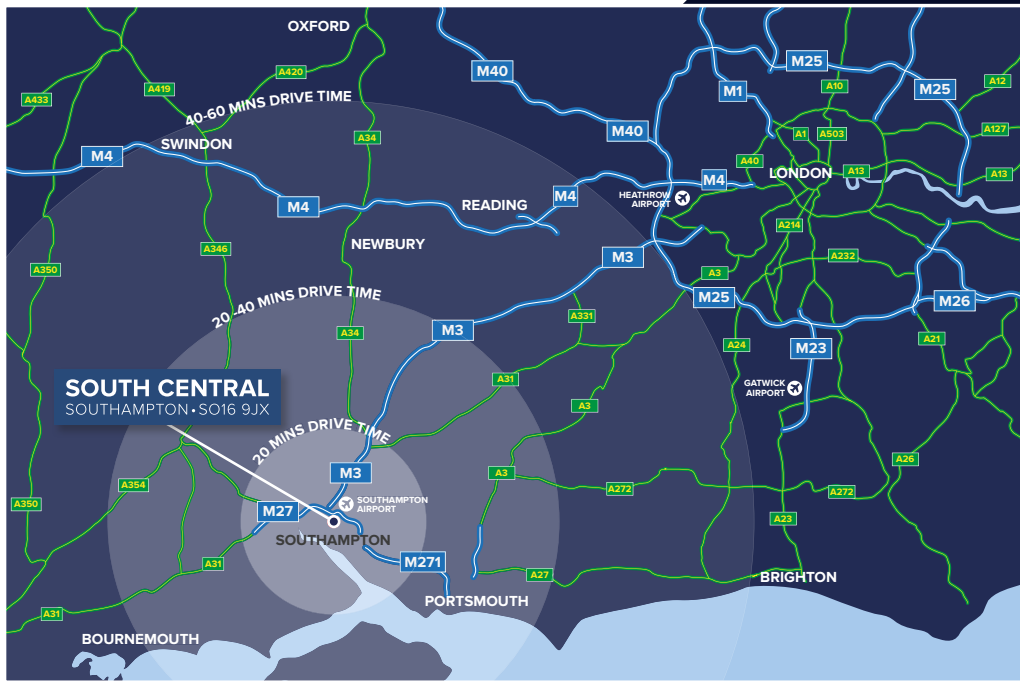 OXFORD
M40
M25
A420
A419
A433
M1
A10
M25
A12
40-60 MINS DRIVE TIME
A34
M40
A1
A503
A127
SWINDON
M4
A40
LONDON
A13
A13
M4
HEATHROW
AIRPORT
M4
READING
M4
A214
NEWBURY
A346
M3
A232
A350
A3
20-40 MINS DRIVE TIME
M25
M26
A331
M3
A34
A24
M23
A21
SOUTH CENTRAL
SOUTHAMPTON•SO16 9JX
A31
GATWICK
AIRPORT
A3
20 MINS DRIVE TIME
A26
M3
A3
A354
A272
A272
SOUTHAMPTON
AIRPORT
A350
M27
A23
SOUTHAMPTON
A31
M271
A27
BRIGHTON
PORTSMOUTH
A31
BOURNEMOUTH